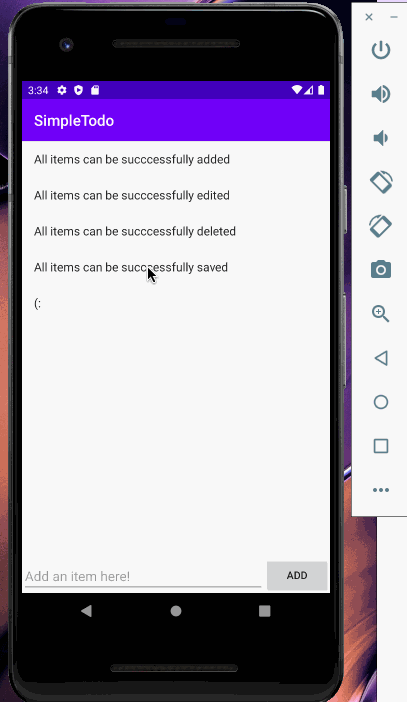 3:34
SimpleTodo
All items can be succcessfully added
All items can be succcessfully edited
All items can be succcessfully deleted
All items can be succcessfully saved
(:
Add an item here!
ADD